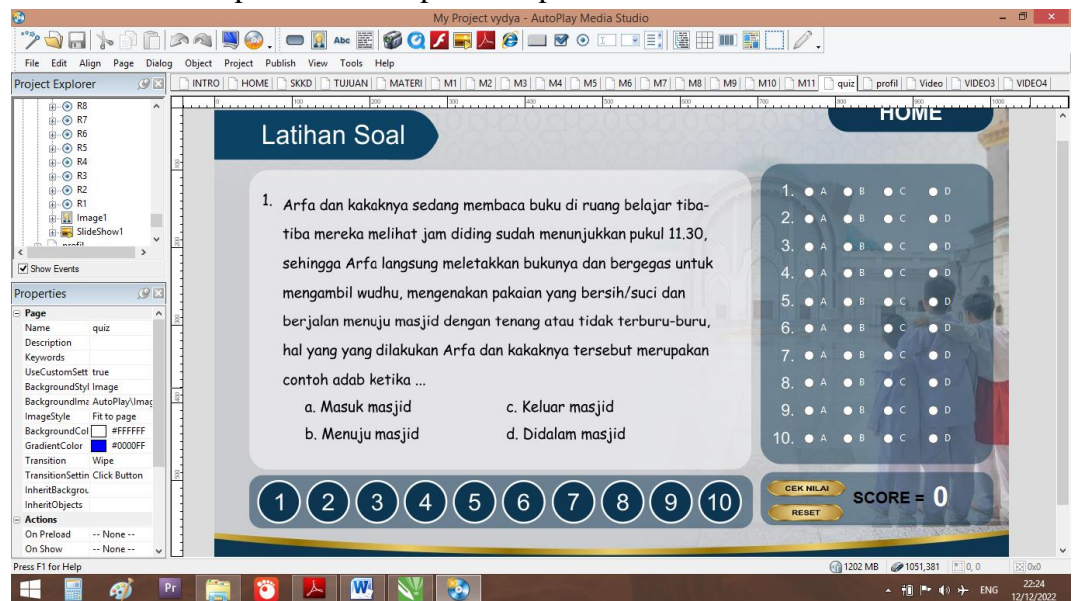 My Project vydya - AutoPlay Media Studio
Abc
File Edit Align Page Dialog Object Project Publish View Tools Help
Project Explorer
INTRO HOME SKKD TUJUAN MATERI M1 M2 M3 M4 M5 M6 M7 M8 M9 M10 M11 quiz profil Video VIDEO3 VIDEO4
R8
R7
R6
R5
R4
R3
R2
R1
Image1
SlideShow1
profil
Show Events
Properties
Page
Name quiz
Description
Keywords
UseCustomSett true
BackgroundStyl Image
BackgroundIma AutoPlay\Imag
ImageStyle Fit to page
BackgroundCol #FFFFFF
GradientColor #0000FF
Transition Wipe
TransitionSettin Click Button
InheritBackgrou
InheritObjects
Actions
On Preload -- None --
On Show -- None --
HOME
Latihan Soal
1. Arfa dan kakaknya sedang membaca buku di ruang belajar tiba-
tiba mereka melihat jam diding sudah menunjukkan pukul 11.30,
sehingga Arfa langsung meletakkan bukunya dan bergegas untuk
mengambil wudhu, mengenakan pakaian yang bersih/suci dan
berjalan menuju masjid dengan tenang atau tidak terburu-buru,
hal yang yang dilakukan Arfa dan kakaknya tersebut merupakan
contoh adab ketika ...
a. Masuk masjid c. Keluar masjid
b. Menuju masjid d. Didalam masjid
1. A B C D
2. A B C D
3. A B C D
4. A B C D
5. A B C D
6. A B C D
7. A B C D
8. A B C D
9. A B C D
10. A B C D
1 2 3 4 5 6 7 8 9 10
CEK NILAI
RESET
SCORE = 0
Press F1 for Help
1202 MB 1051,381 0, 0 0x0
Pr
W
ENG
22:24
12/12/2022